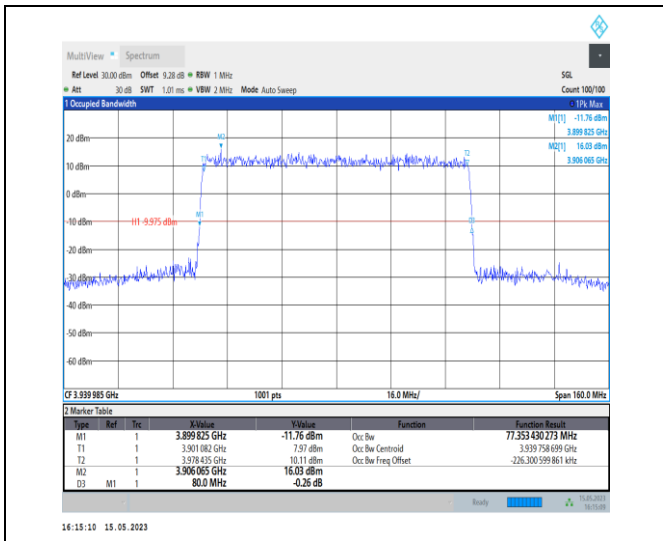 MultiView Spectrum
Ref Level 30.00 dBm Offset 9.28 dB RBW 1 MHz SGL
Att 30 dB SWT 1.01 ms VBW 2 MHz Mode Auto Sweep Count 100/100
1 Occupied Bandwidth 1Pk Max
M1[1] -11.76 dBm
3.899 825 GHz
M2[1] 16.03 dBm
3.906 065 GHz
M2
20 dBm
T1 T2
10 dBm
0 dBm
M1 D3
-10 dBm H1 -9.975 dBm
-20 dBm
-30 dBm
-40 dBm
-50 dBm
-60 dBm
CF 3.939 985 GHz 1001 pts 16.0 MHz/ Span 160.0 MHz
2 Marker Table
Type Ref Trc X-Value Y-Value Function Function Result
M1 1 3.899 825 GHz -11.76 dBm Occ Bw 77.353 430 273 MHz
T1 1 3.901 082 GHz 7.97 dBm Occ Bw Centroid 3.939 758 699 GHz
T2 1 3.978 435 GHz 10.11 dBm Occ Bw Freq Offset -226.300 599 861 kHz
M2 1 3.906 065 GHz 16.03 dBm
D3 M1 1 80.0 MHz -0.26 dB
Ready 15.05.2023
16:15:09
16:15:10 15.05.2023